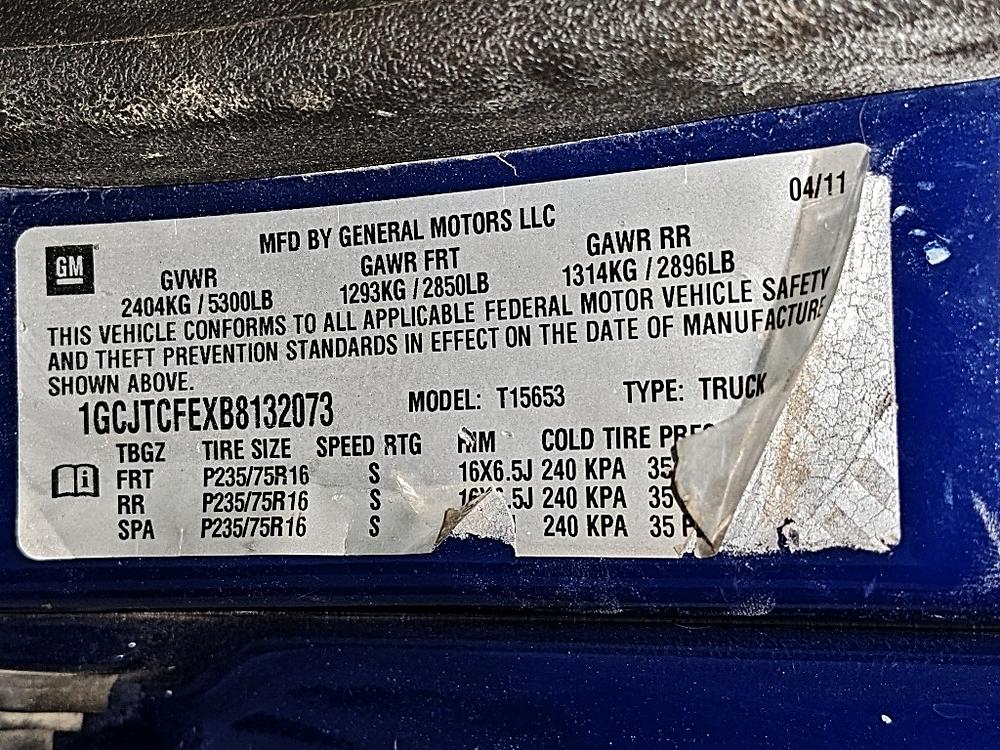 04/11
MFD BY GENERAL MOTORS LLC
GM
GVWR GAWR FRT GAWR RR
2404KG / 5300LB 1293KG / 2850LB 1314KG / 2896LB
THIS VEHICLE CONFORMS TO ALL APPLICABLE FEDERAL MOTOR VEHICLE SAFETY
AND THEFT PREVENTION STANDARDS IN EFFECT ON THE DATE OF MANUFACTURE
SHOWN ABOVE.
1GCJTCFEXB8132073 MODEL: T15653 TYPE: TRUCK
TBGZ TIRE SIZE SPEED RTG RIM COLD TIRE
FRT P235/75R16 S 16X6.5J 240 KPA 35
RR P235/75R16 S 240 KPA 35
SPA P235/75R16 S 240 KPA 35